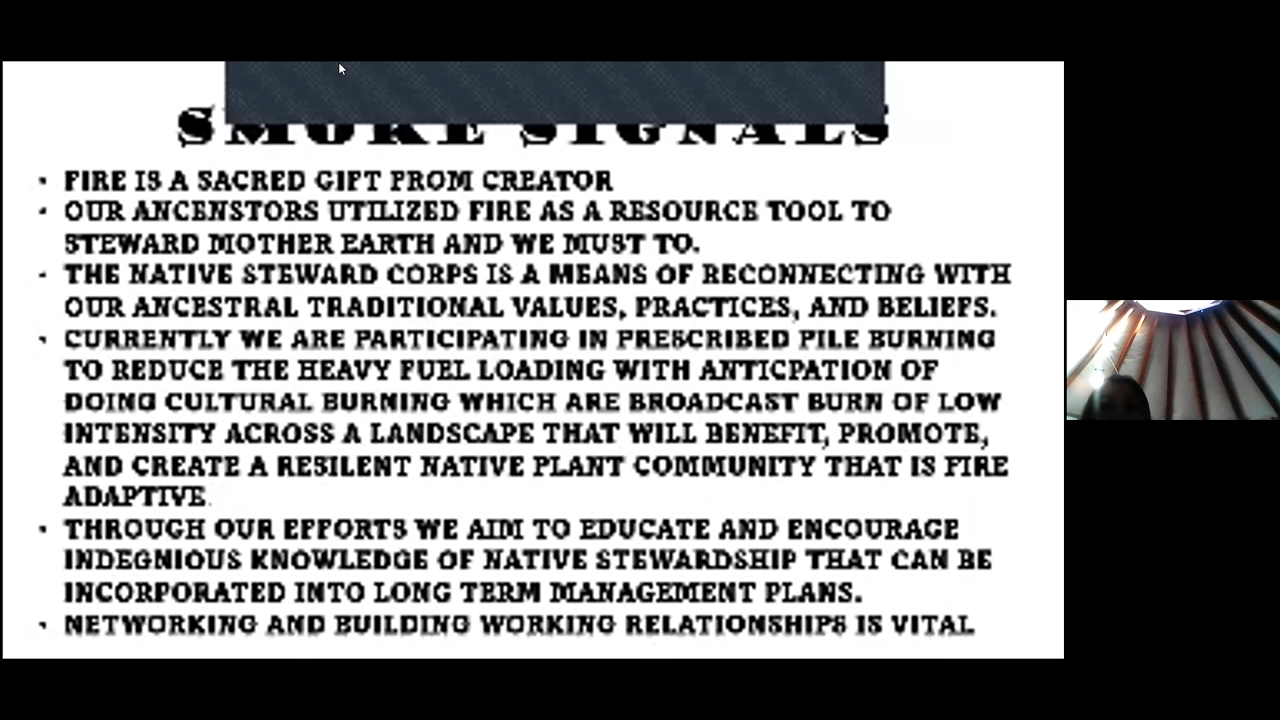 SMOKE SIGNALS
• FIRE IS A SACRED GIFT FROM CREATOR
• OUR ANCENSTORS UTILIZED FIRE AS A RESOURCE TOOL TO
STEWARD MOTHER EARTH AND WE MUST TO.
• THE NATIVE STEWARD CORPS IS A MEANS OF RECONNECTING WITH
OUR ANCESTRAL TRADITIONAL VALUES, PRACTICES, AND BELIEFS.
• CURRENTLY WE ARE PARTICIPATING IN PRESCRIBED PILE BURNING
TO REDUCE THE HEAVY FUEL LOADING WITH ANTICPATION OF
DOING CULTURAL BURNING WHICH ARE BROADCAST BURN OF LOW
INTENSITY ACROSS A LANDSCAPE THAT WILL BENEFIT, PROMOTE,
AND CREATE A RESILENT NATIVE PLANT COMMUNITY THAT IS FIRE
ADAPTIVE.
• THROUGH OUR EFFORTS WE AIM TO EDUCATE AND ENCOURAGE
INDEGNIOUS KNOWLEDGE OF NATIVE STEWARDSHIP THAT CAN BE
INCORPORATED INTO LONG TERM MANAGEMENT PLANS.
• NETWORKING AND BUILDING WORKING RELATIONSHIPS IS VITAL